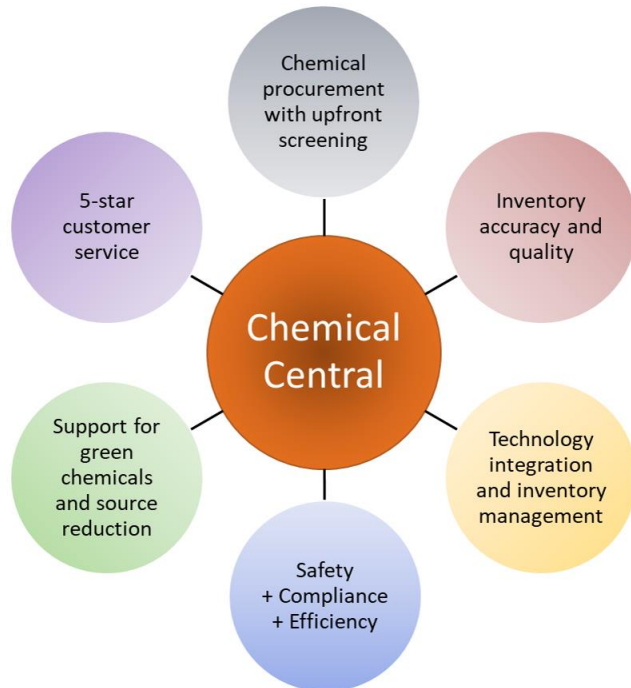 Chemical
procurement
with upfront
screening
5-star
customer
service
Inventory
accuracy and
quality
Chemical
Central
Support for
green
chemicals
and source
reduction
Technology
integration
and inventory
management
Safety
+ Compliance
+ Efficiency